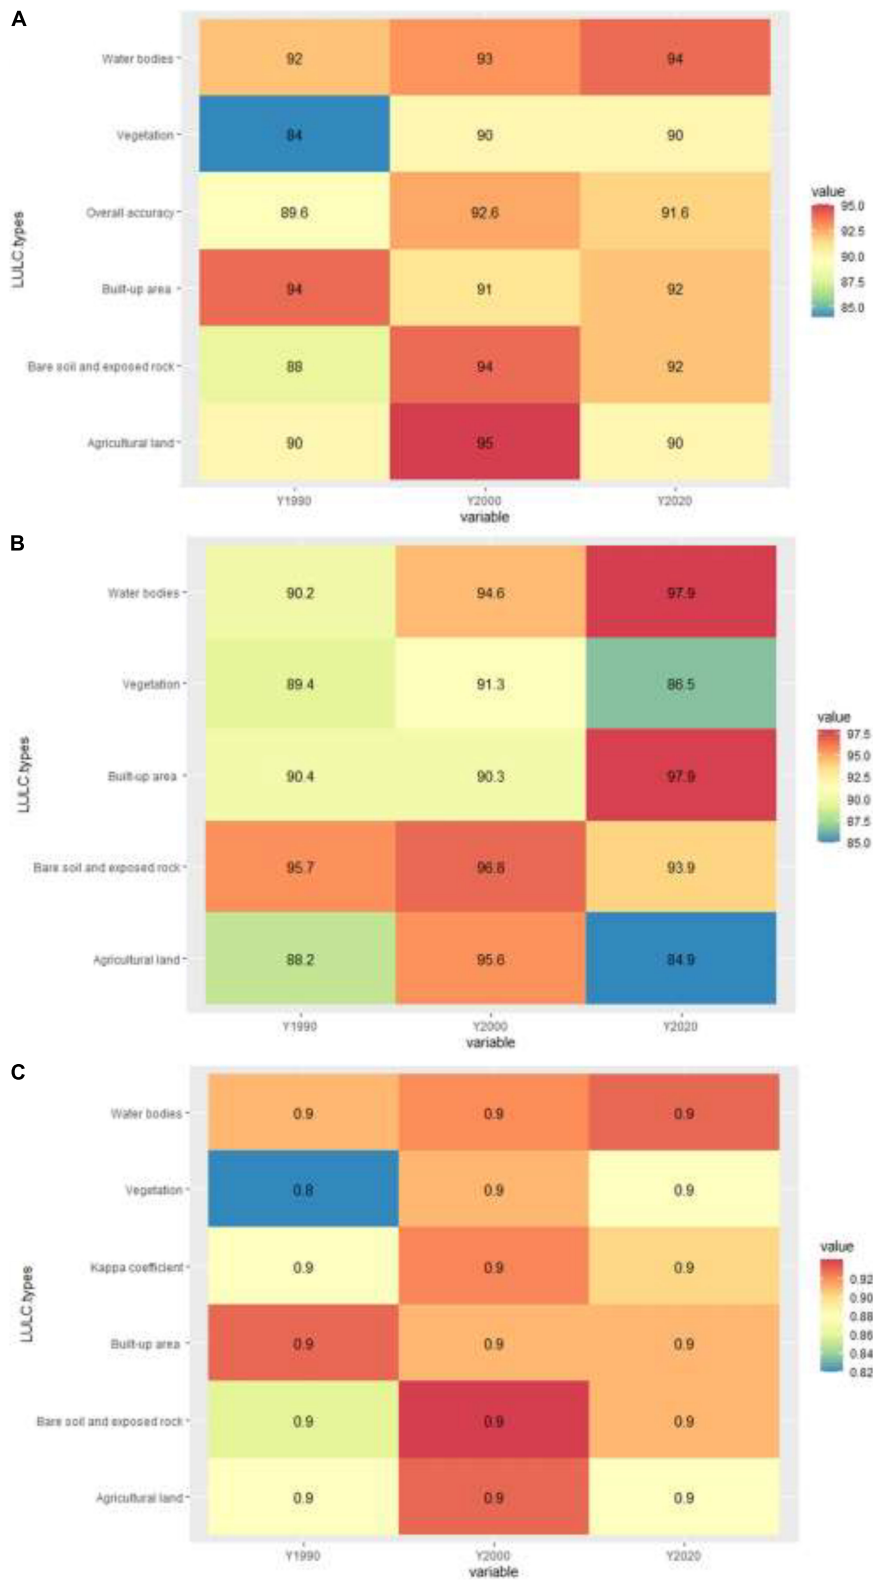 A
LULC.types
Water bodies 92 93 94
Vegetation 84 90 90
Overall accuracy 89.6 92.6 91.6
Built-up area 94 91 92
Bare soil and exposed rock 88 94 92
Agricultural land 90 95 90
Y1990 Y2000 Y2020
variable
value
95.0
92.5
90.0
87.5
85.0
B
LULC.types
Water bodies 90.2 94.6 97.9
Vegetation 89.4 91.3 86.5
Built-up area 90.4 90.3 97.9
Bare soil and exposed rock 95.7 96.8 93.9
Agricultural land 88.2 95.6 84.9
Y1990 Y2000 Y2020
variable
value
97.5
95.0
92.5
90.0
87.5
85.0
C
LULC.types
Water bodies 0.9 0.9 0.9
Vegetation 0.8 0.9 0.9
Kappa coefficient 0.9 0.9 0.9
Built-up area 0.9 0.9 0.9
Bare soil and exposed rock 0.9 0.9 0.9
Agricultural land 0.9 0.9 0.9
Y1990 Y2000 Y2020
variable
value
0.92
0.90
0.88
0.86
0.84
0.82